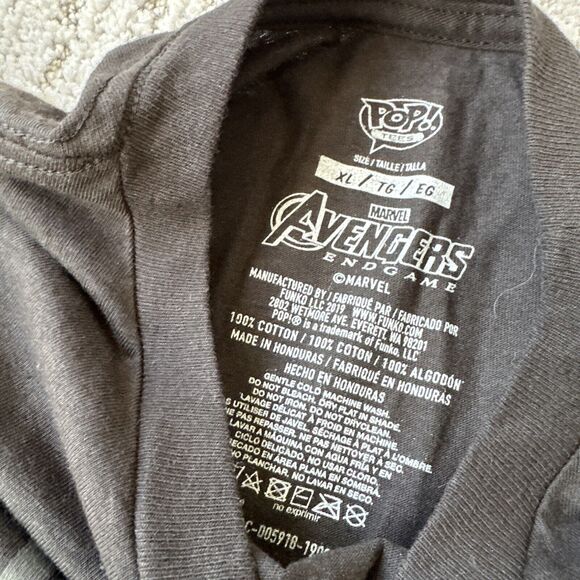 POP!!
TEES
SIZE/TAILLE/TALLA
XL/TG/EG
MARVEL
AVENGERS
ENDGAME
©MARVEL
MANUFACTURED BY/FABRIQUÉ PAR/FABRICADO POR
FUNKO LLC 2019 WWW.FUNKO.COM
2802 WETMORE AVE. EVERETT, WA 98201
POP!® is a trademark of Funko, LLC
100% COTTON/100% COTON/100% ALGODÓN
MADE IN HONDURAS/FABRIQUÉ EN HONDURAS
HECHO EN HONDURAS
GENTLE COLD MACHINE WASH.
DO NOT BLEACH. DRY FLAT IN SHADE.
DO NOT IRON. DO NOT DRYCLEAN.
LAVAGE DÉLICAT À FROID EN MACHINE.
UTILISER DE JAVEL. SÉCHAGE À PLAT À L'OMBRE.
NE PAS REPASSER. NE PAS NETTOYER À SEC.
LAVAR A MÁQUINA CON AGUA FRÍA Y EN
CICLO DELICADO, NO USAR CLORO.
SECADO EN ÁREA PLANA EN SOMBRA.
NO PLANCHAR. NO LAVAR EN SECO.
no exprimir
C-005910-190